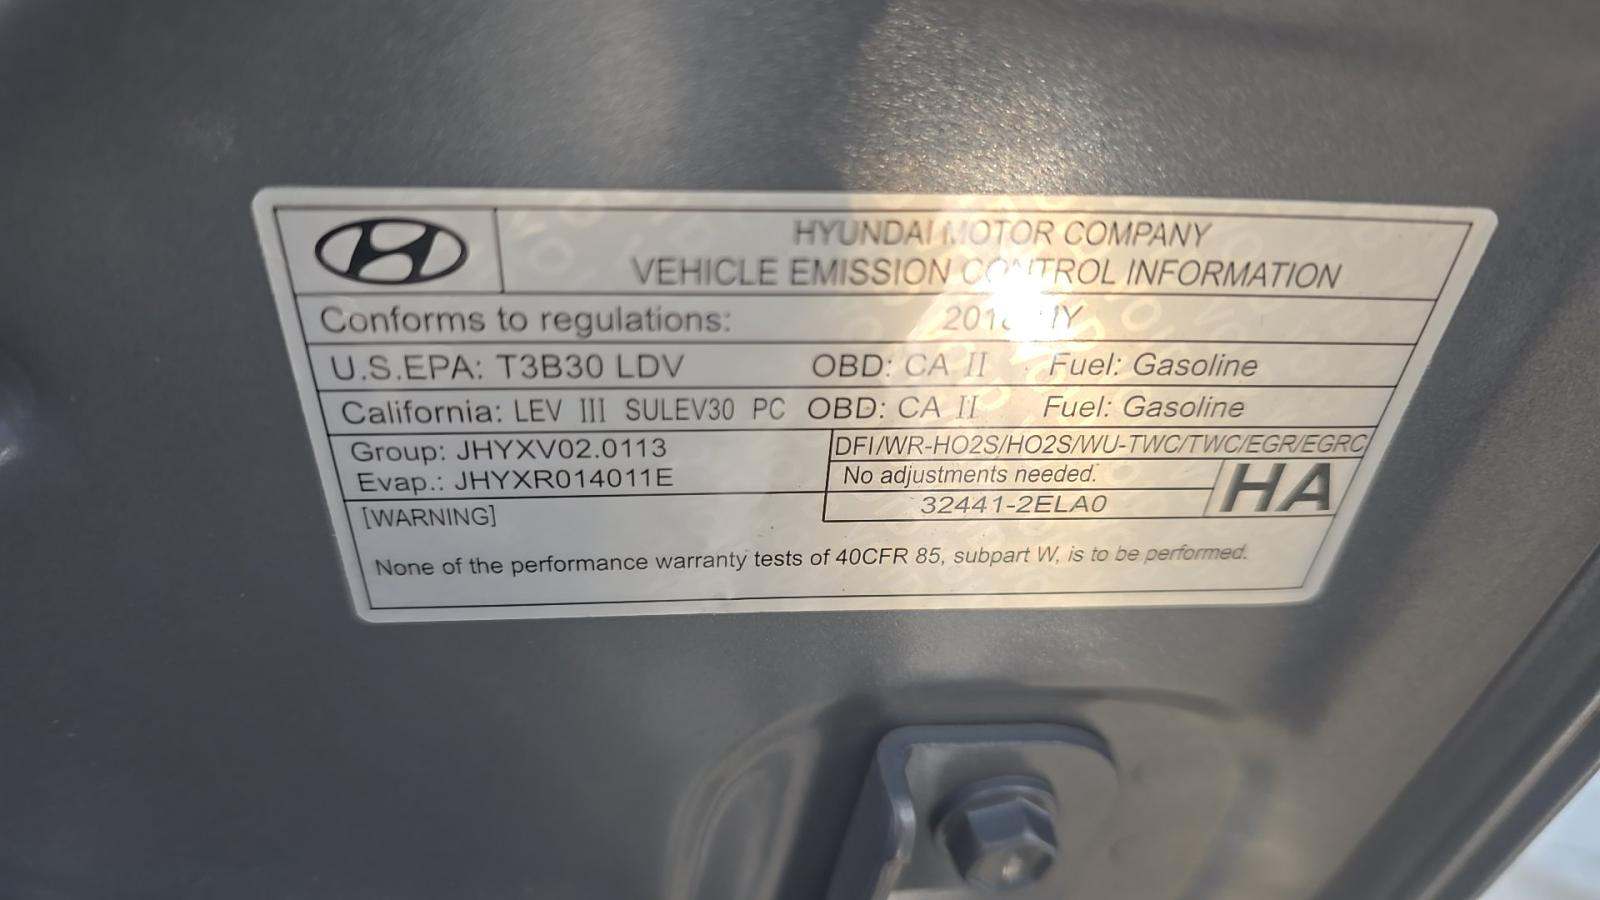 HYUNDAI MOTOR COMPANY
VEHICLE EMISSION CONTROL INFORMATION
Conforms to regulations:
U.S.EPA: T3B30 LDV OBD: CA II Fuel: Gasoline
California: LEV III SULEV30 PC OBD: CA II Fuel: Gasoline
Group: JHYXV02.0113
Evap.: JHYXR014011E
DFI/WR-HO2S/HO2S/WU-TWC/TWC/EGR/EGRC
No adjustments needed.
32441-2ELA0
HA
[WARNING]
None of the performance warranty tests of 40CFR 85, subpart W, is to be performed.